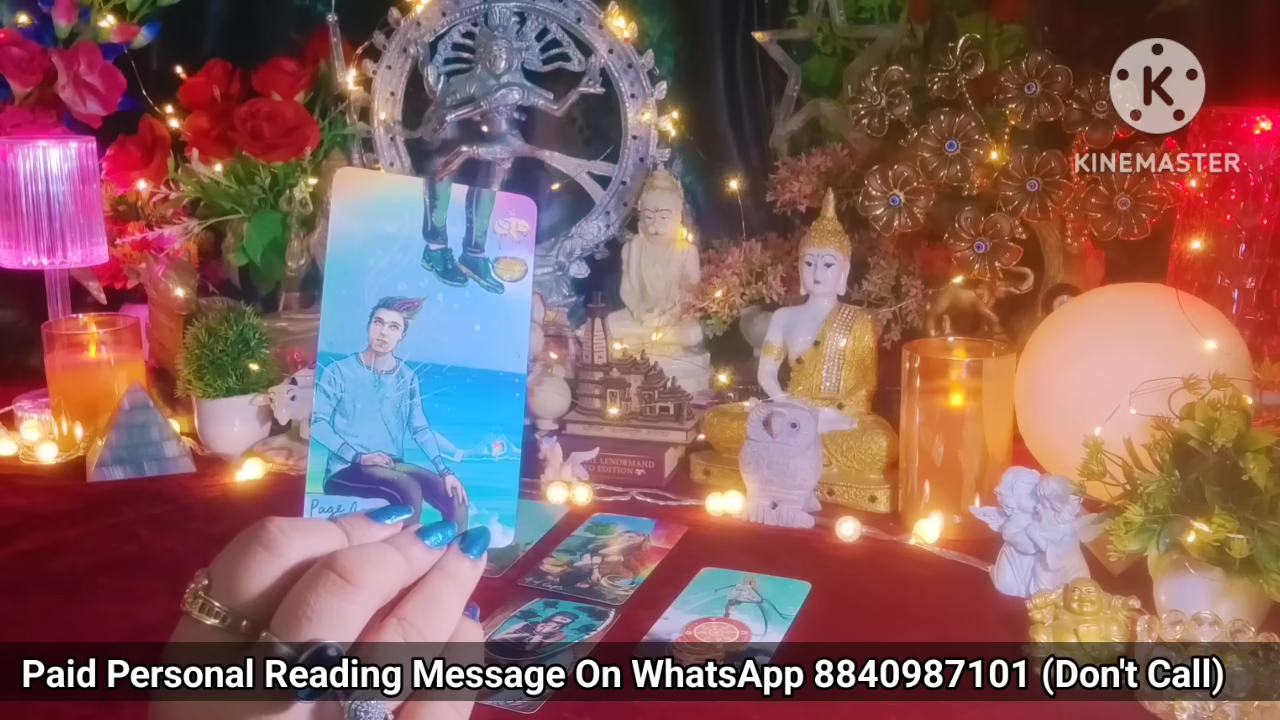 KINEMASTER
Page
LENORMAND
EDITION
Paid Personal Reading Message On WhatsApp 8840987101 (Don't Call)